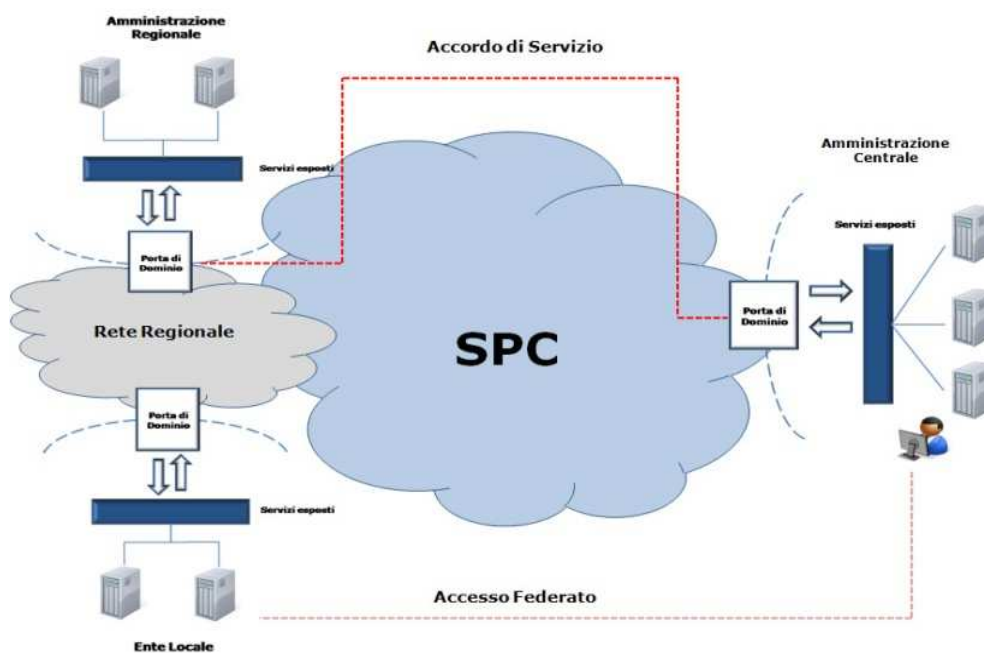 Amministrazione
Regionale
Accordo di Servizio
Servizi esposti
Amministrazione
Centrale
Servizi esposti
Porta di
Dominio
Rete Regionale
SPC
Porta di
Dominio
Porta di
Dominio
Servizi esposti
Accesso Federato
Ente Locale